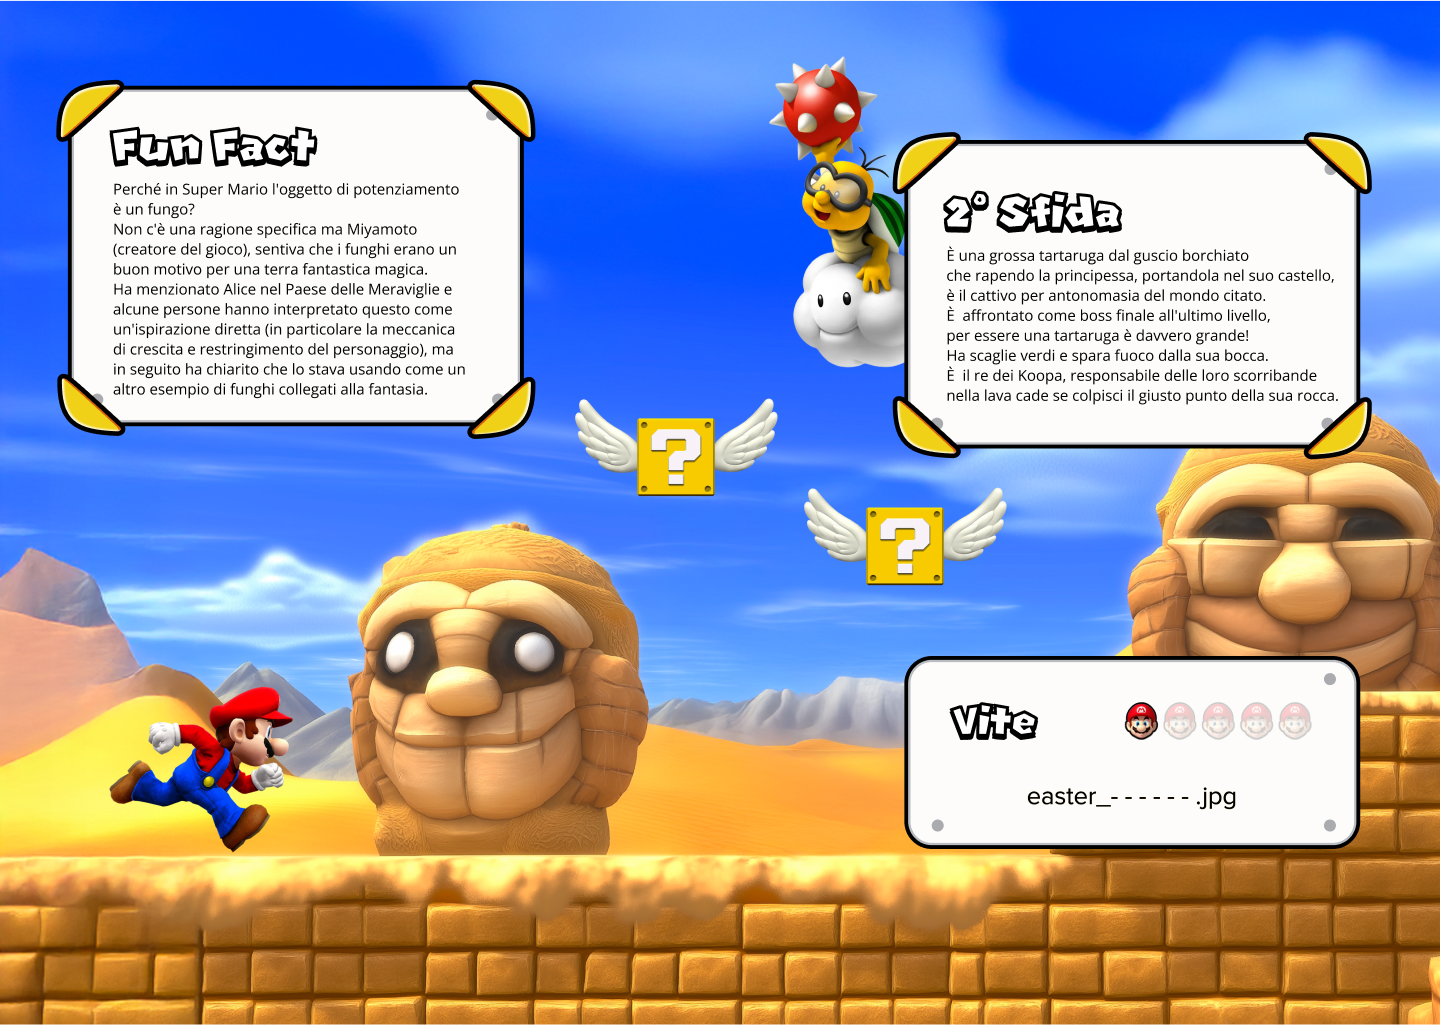 Fun Fact
Perché in Super Mario l'oggetto di potenziamento
è un fungo?
Non c'è una ragione specifica ma Miyamoto
(creatore del gioco), sentiva che i funghi erano un
buon motivo per una terra fantastica magica.
Ha menzionato Alice nel Paese delle Meraviglie e
alcune persone hanno interpretato questo come
un'ispirazione diretta (in particolare la meccanica
di crescita e restringimento del personaggio), ma
in seguito ha chiarito che lo stava usando come un
altro esempio di funghi collegati alla fantasia.
2° Sfida
È una grossa tartaruga dal guscio borchiato
che rapendo la principessa, portandola nel suo castello,
è il cattivo per antonomasia del mondo citato.
È  affrontato come boss finale all'ultimo livello,
per essere una tartaruga è davvero grande!
Ha scaglie verdi e spara fuoco dalla sua bocca.
È  il re dei Koopa, responsabile delle loro scorribande
nella lava cade se colpisci il giusto punto della sua rocca.
?
?
Vite
easter_- - - - - - .jpg